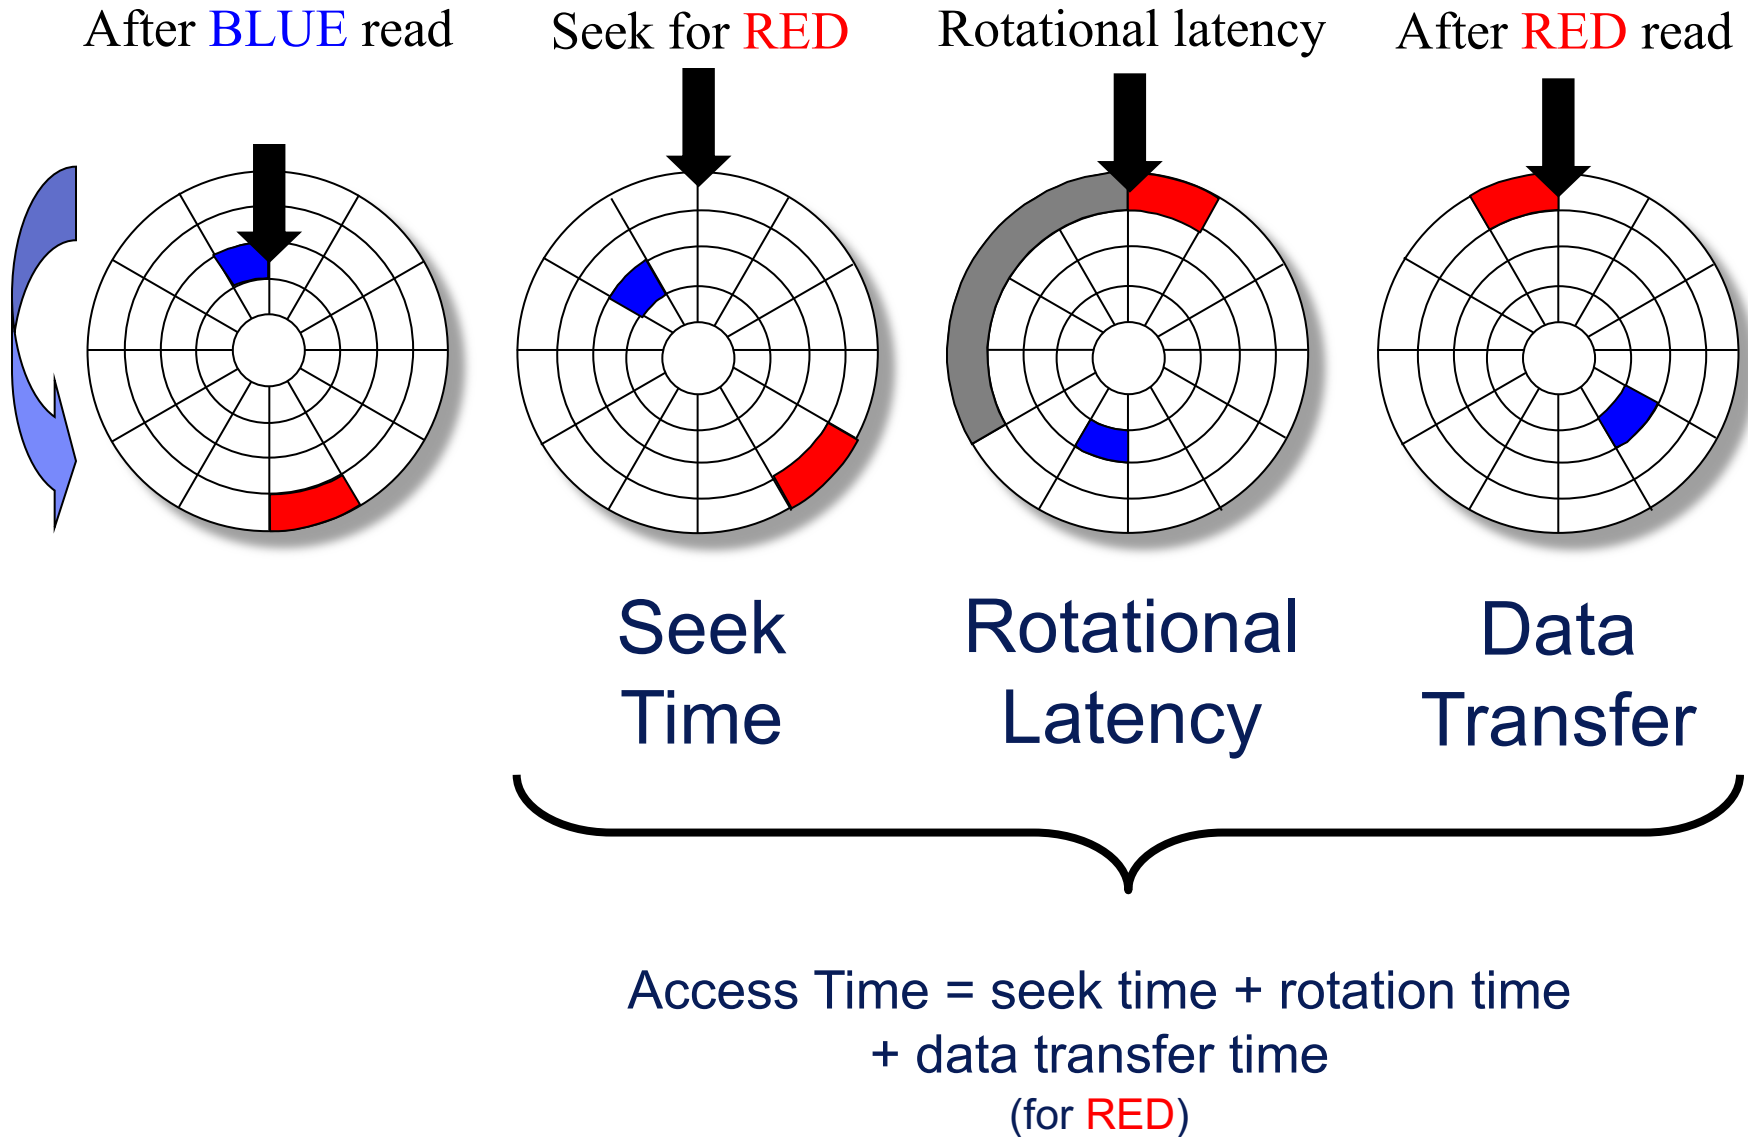 After BLUE read
Seek for RED
Rotational latency
After RED read
Seek
Time
Rotational
Latency
Data
Transfer
Access Time = seek time + rotation time
+ data transfer time
(for RED)